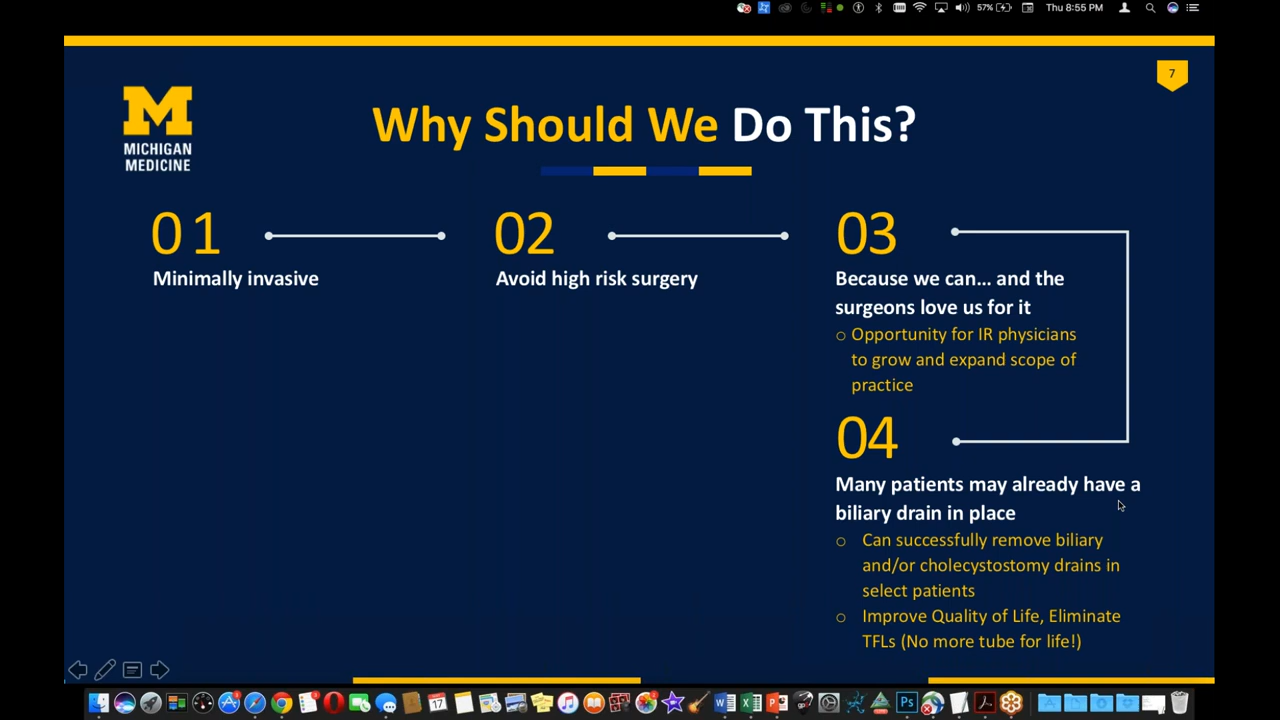 57%
Thu 8:55 PM
7
M
MICHIGAN
MEDICINE
Why Should We Do This?
01
Minimally invasive
02
Avoid high risk surgery
03
Because we can... and the
surgeons love us for it
Opportunity for IR physicians
to grow and expand scope of
practice
04
Many patients may already have a
biliary drain in place
Can successfully remove biliary
and/or cholecystostomy drains in
select patients
Improve Quality of Life, Eliminate
TFLs (No more tube for life!)
17
Ps